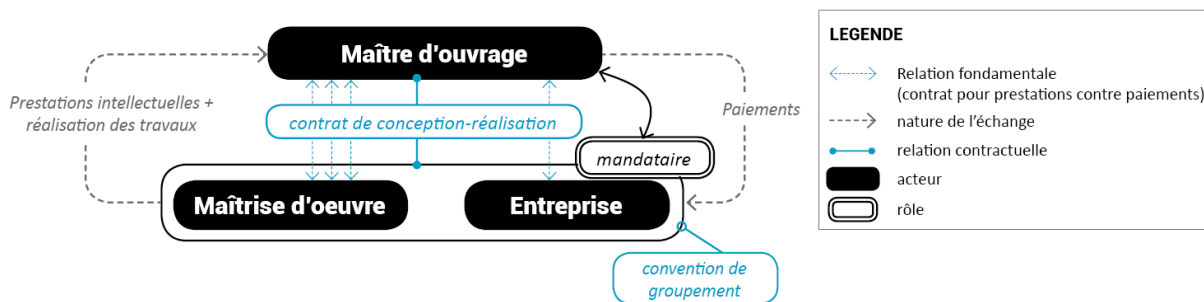 Maître d'ouvrage
Prestations intellectuelles +
réalisation des travaux
contrat de conception-réalisation
Paiements
mandataire
Maîtrise d'oeuvre
Entreprise
convention de
groupement
LEGENDE
Relation fondamentale
(contrat pour prestations contre paiements)
nature de l'échange
relation contractuelle
acteur
rôle